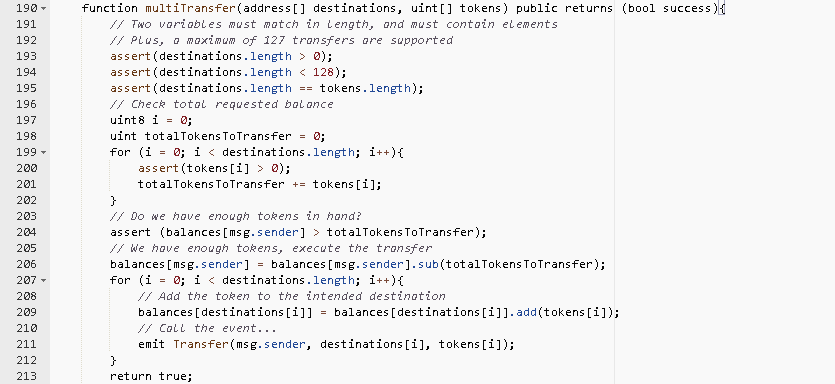 190 function multiTransfer(address[] destinations, uint[] tokens) public returns (bool success){
191 // Two variables must match in length, and must contain elements
192 // Plus, a maximum of 127 transfers are supported
193 assert(destinations.length > 0);
194 assert(destinations.length < 128);
195 assert(destinations.length == tokens.length);
196 // Check total requested balance
197 uint8 i = 0;
198 uint totalTokensToTransfer = 0;
199 for (i = 0; i < destinations.length; i++){
200 assert(tokens[i] > 0);
201 totalTokensToTransfer += tokens[i];
202 }
203 // Do we have enough tokens in hand?
204 assert (balances[msg.sender] > totalTokensToTransfer);
205 // We have enough tokens, execute the transfer
206 balances[msg.sender] = balances[msg.sender].sub(totalTokensToTransfer);
207 for (i = 0; i < destinations.length; i++){
208 // Add the token to the intended destination
209 balances[destinations[i]] = balances[destinations[i]].add(tokens[i]);
210 // Call the event...
211 emit Transfer(msg.sender, destinations[i], tokens[i]);
212 }
213 return true;